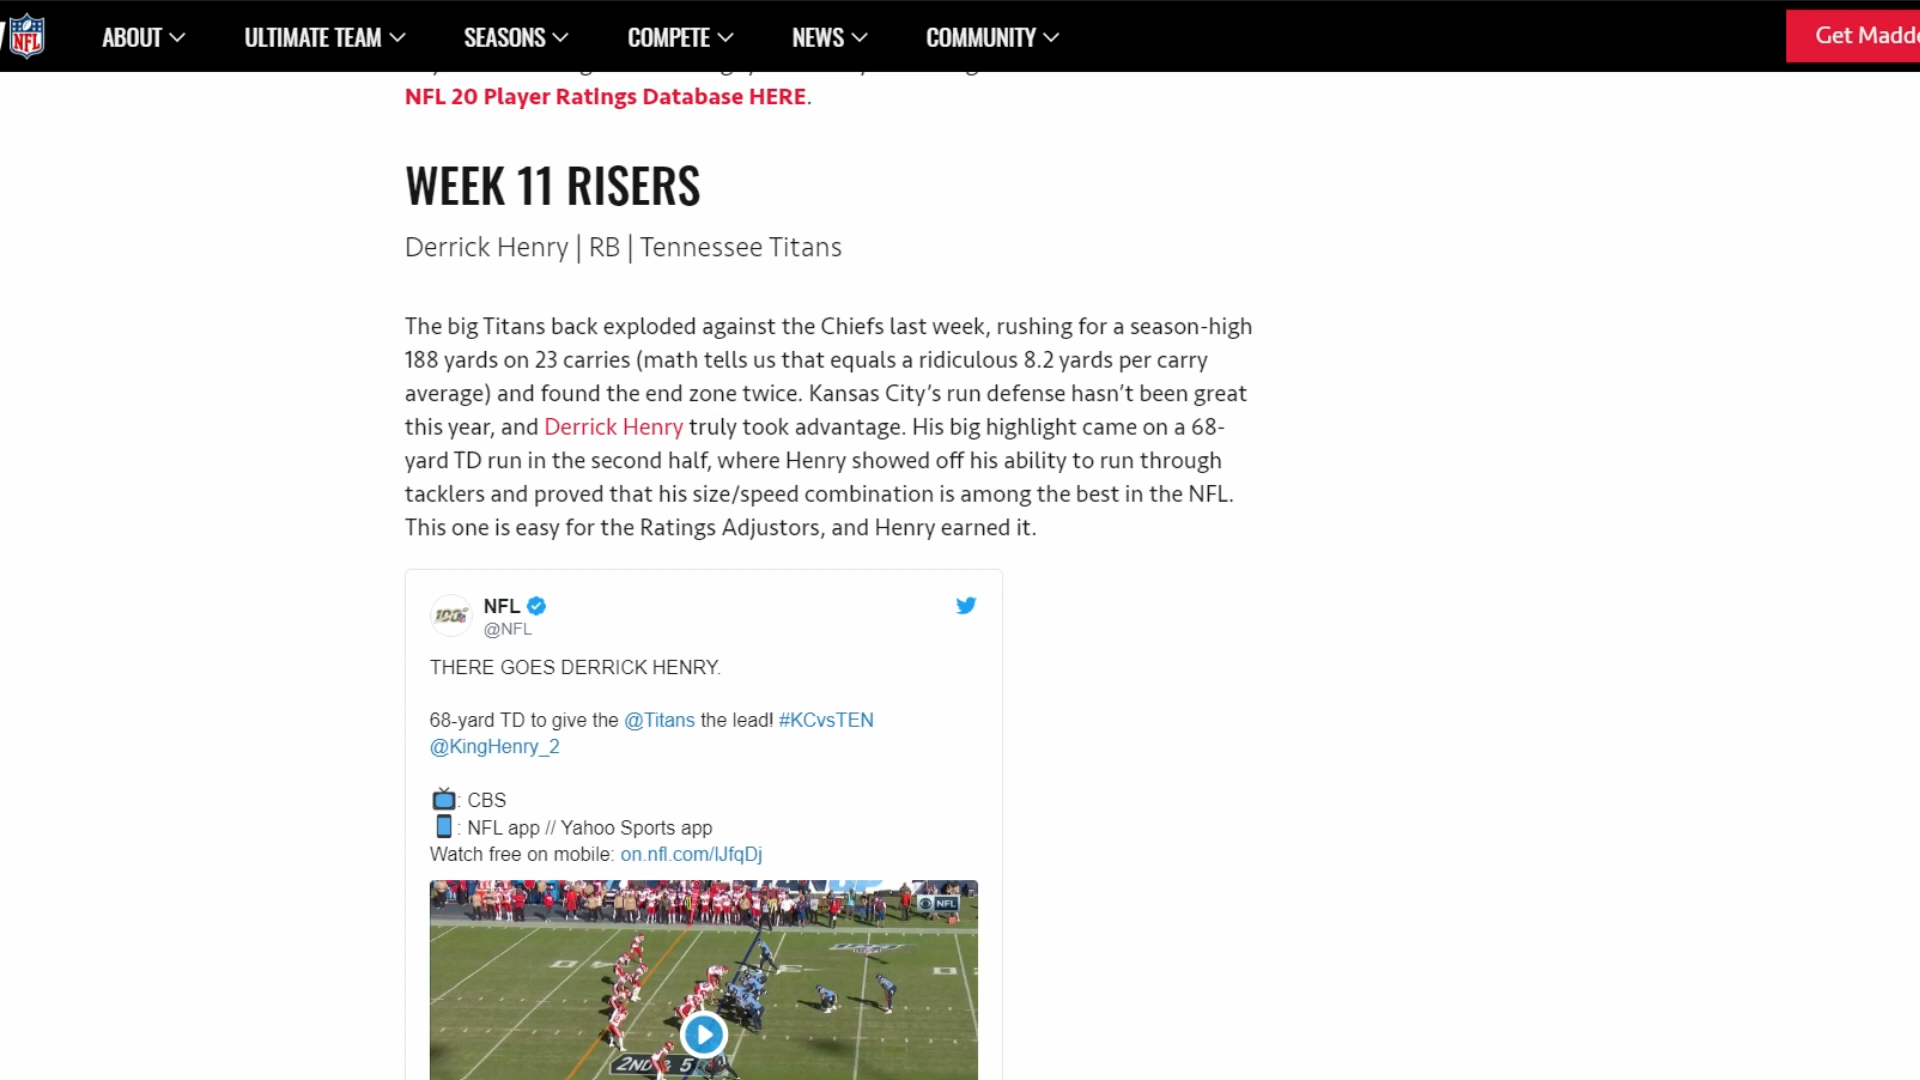 NFL
ABOUT
ULTIMATE TEAM
SEASONS
COMPETE
NEWS
COMMUNITY
Get Madde
NFL 20 Player Ratings Database HERE.
WEEK 11 RISERS
Derrick Henry | RB | Tennessee Titans
The big Titans back exploded against the Chiefs last week, rushing for a season-high
188 yards on 23 carries (math tells us that equals a ridiculous 8.2 yards per carry
average) and found the end zone twice. Kansas City’s run defense hasn’t been great
this year, and Derrick Henry truly took advantage. His big highlight came on a 68-
yard TD run in the second half, where Henry showed off his ability to run through
tacklers and proved that his size/speed combination is among the best in the NFL.
This one is easy for the Ratings Adjustors, and Henry earned it.
100
NFL
@NFL
THERE GOES DERRICK HENRY.
68-yard TD to give the @Titans the lead! #KCvsTEN
@KingHenry_2
: CBS
: NFL app // Yahoo Sports app
Watch free on mobile: on.nfl.com/lJfqDj
NFL
2ND & 5